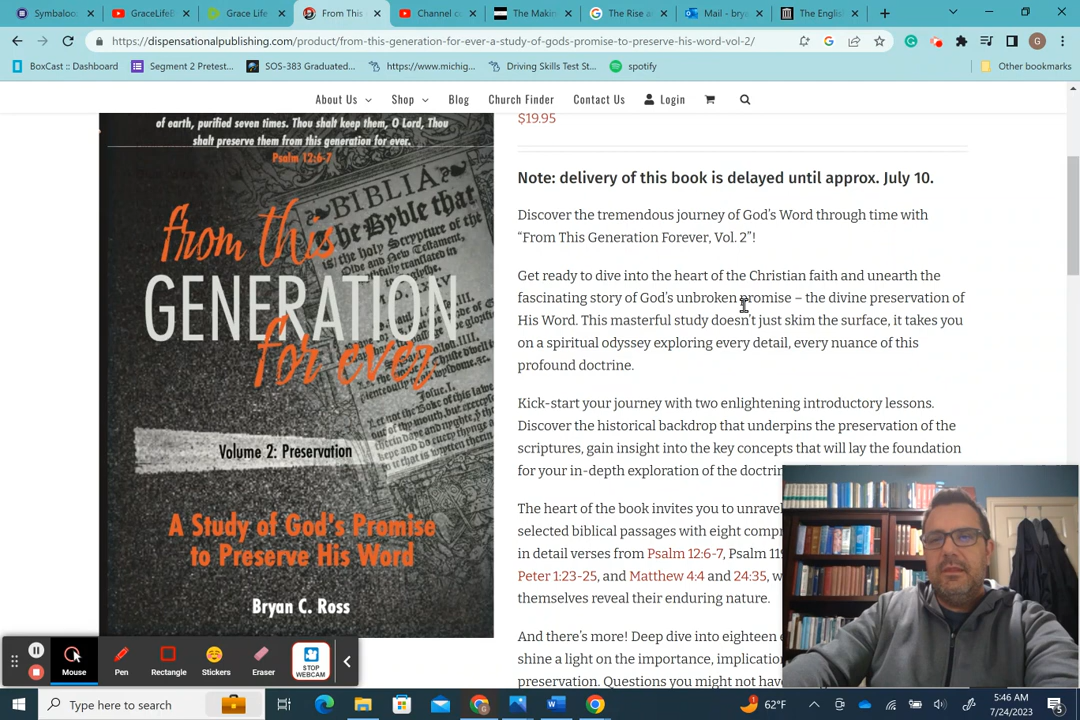 Symbaloo
GraceLifeB
Grace Life
From This
Channel cu
The Makin
The Rise a
Mail - brye
The Englis
https://dispensationalpublishing.com/product/from-this-generation-for-ever-a-study-of-gods-promise-to-preserve-his-word-vol-2/
G
BoxCast :: Dashboard
Segment 2 Pretest...
SOS-383 Graduated...
https://www.michig...
Driving Skills Test St...
spotify
Other bookmarks
About Us
Shop
Blog
Church Finder
Contact Us
Login
of earth, purified seven times. Thou shalt keep them, O Lord, Thou
shalt preserve them from this generation for ever.
Psalm 12:6-7
BIBLIA
from this
GENERATION
for ever
Volume 2: Preservation
A Study of God's Promise
to Preserve His Word
Bryan C. Ross
$19.95
Note: delivery of this book is delayed until approx. July 10.
Discover the tremendous journey of God's Word through time with
“From This Generation Forever, Vol. 2”!
Get ready to dive into the heart of the Christian faith and unearth the
fascinating story of God's unbroken promise – the divine preservation of
His Word. This masterful study doesn't just skim the surface, it takes you
on a spiritual odyssey exploring every detail, every nuance of this
profound doctrine.
Kick-start your journey with two enlightening introductory lessons.
Discover the historical backdrop that underpins the preservation of the
scriptures, gain insight into the key concepts that will lay the foundation
for your in-depth exploration of the doctrin
The heart of the book invites you to unrave
selected biblical passages with eight compr
in detail verses from Psalm 12:6-7, Psalm 119
Peter 1:23-25, and Matthew 4:4 and 24:35, w
themselves reveal their enduring nature.
And there's more! Deep dive into eighteen
shine a light on the importance, implication
preservation. Questions you might not have
Mouse
Pen
Rectangle
Stickers
Eraser
STOP
WEBCAM
Type here to search
62°F
5:46 AM
7/24/2023
5